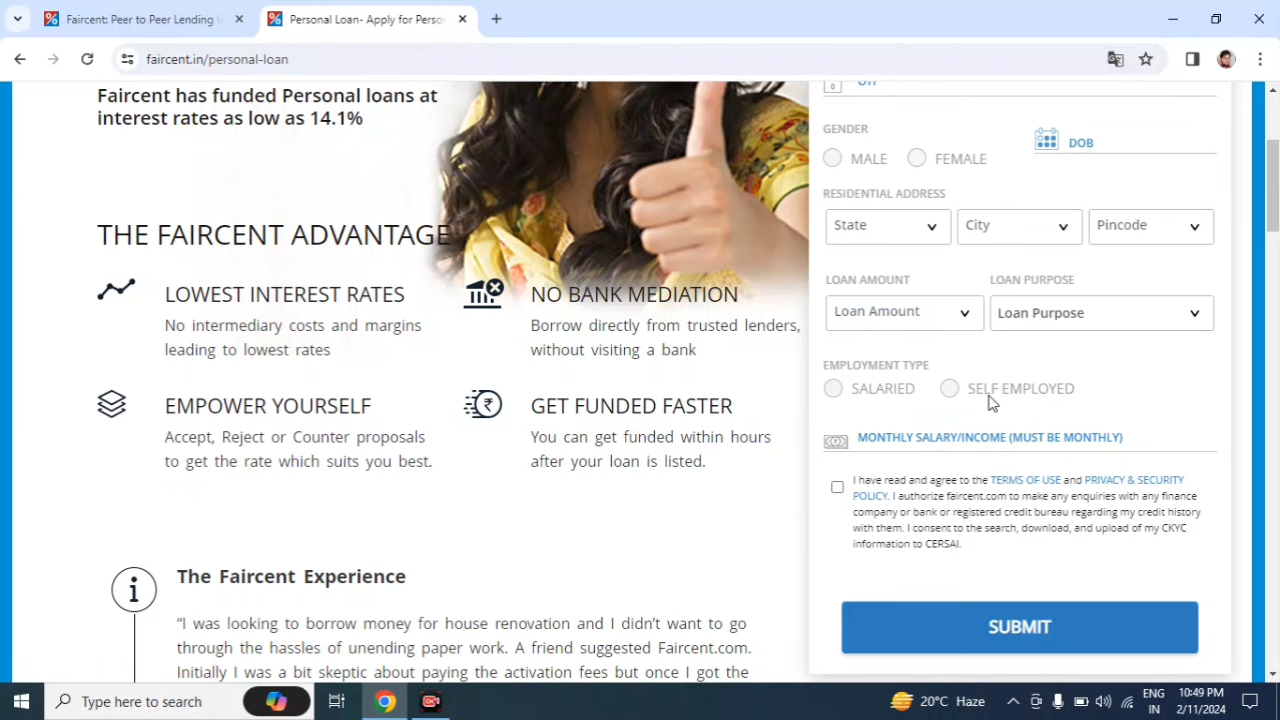 Faircent: Peer to Peer Lending
Personal Loan- Apply for Perso
faircent.in/personal-loan
Faircent has funded Personal loans at
interest rates as low as 14.1%
THE FAIRCENT ADVANTAGE
LOWEST INTEREST RATES
No intermediary costs and margins
leading to lowest rates
NO BANK MEDIATION
Borrow directly from trusted lenders,
without visiting a bank
EMPOWER YOURSELF
Accept, Reject or Counter proposals
to get the rate which suits you best.
GET FUNDED FASTER
You can get funded within hours
after your loan is listed.
The Faircent Experience
“I was looking to borrow money for house renovation and I didn’t want to go
through the hassles of unending paper work. A friend suggested Faircent.com.
Initially I was a bit skeptic about paying the activation fees but once I got the
GENDER
MALE FEMALE
DOB
RESIDENTIAL ADDRESS
State City Pincode
LOAN AMOUNT LOAN PURPOSE
Loan Amount Loan Purpose
EMPLOYMENT TYPE
SALARIED SELF EMPLOYED
MONTHLY SALARY/INCOME (MUST BE MONTHLY)
I have read and agree to the TERMS OF USE and PRIVACY & SECURITY
POLICY. I authorize faircent.com to make any enquiries with any finance
company or bank or registered credit bureau regarding my credit history
with them. I consent to the search, download, and upload of my CKYC
information to CERSAI.
SUBMIT
Type here to search
20°C Haze
ENG
IN
10:49 PM
2/11/2024